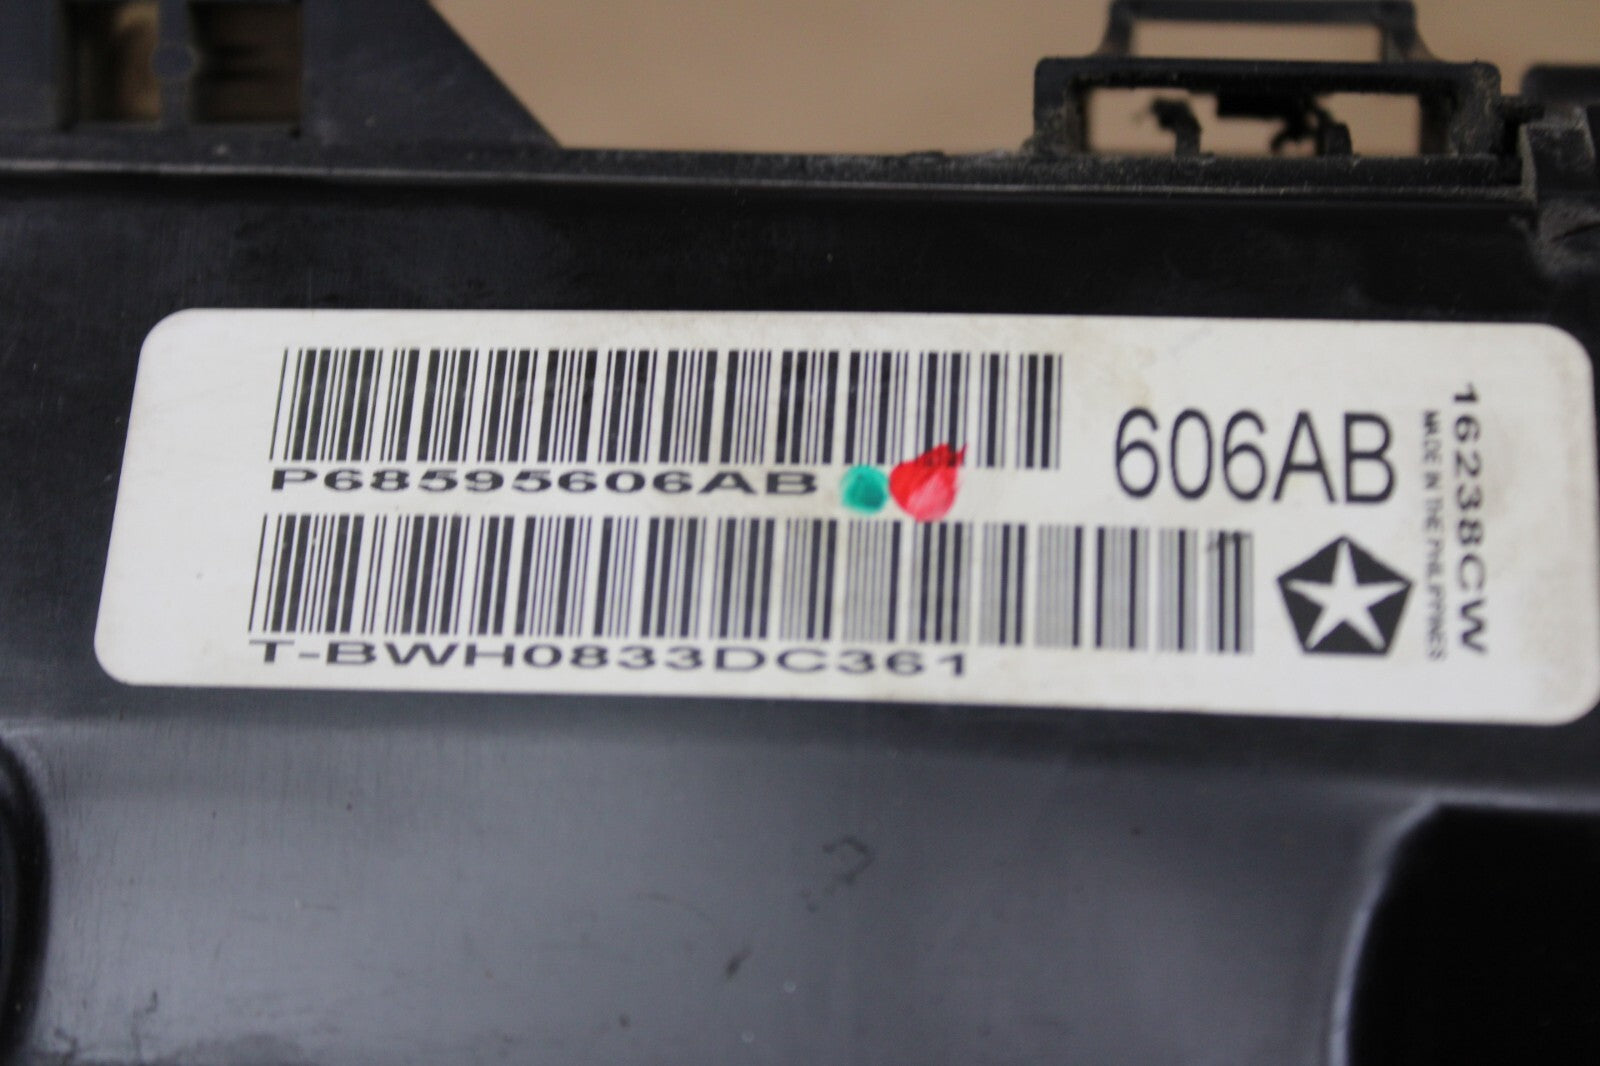 P68595606AB
606AB
T-BWH0833DC361
16238CW
MADE IN THE PHILIPPINES